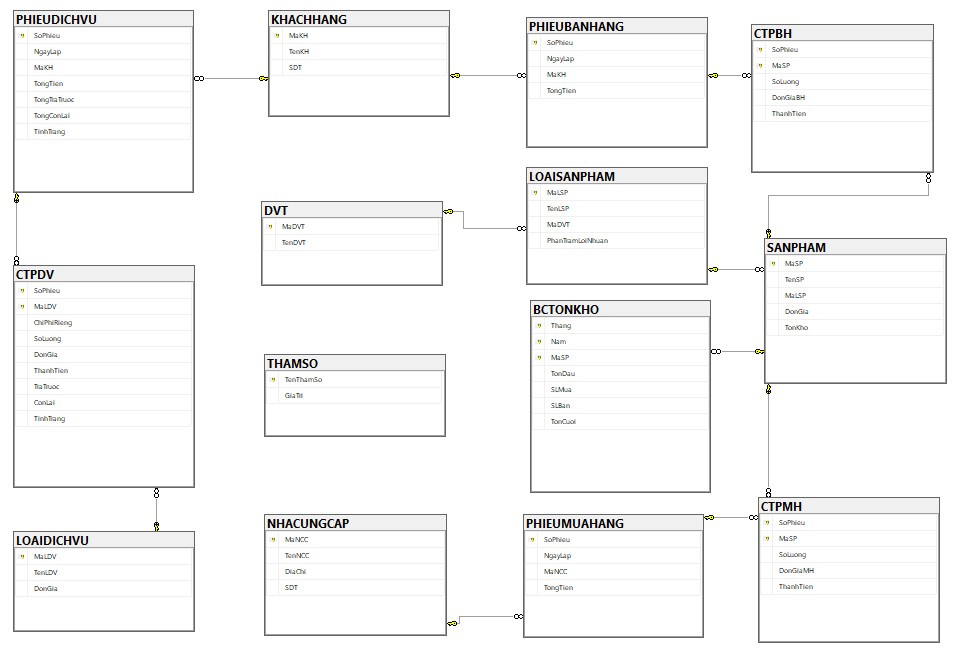 PHIEUDICHVU
SoPhieu
NgayLap
MaKH
TongTien
TongTraTruoc
TongConLai
TinhTrang
KHACHHANG
MaKH
TenKH
SDT
PHIEUBANHANG
SoPhieu
NgayLap
MaKH
TongTien
CTPBH
SoPhieu
MaSP
SoLuong
DonGiaBH
ThanhTien
DVT
MaDVT
TenDVT
LOAISANPHAM
MaLSP
TenLSP
MaDVT
PhanTramLoiNhuan
SANPHAM
MaSP
TenSP
MaLSP
DonGia
TonKho
CTPDV
SoPhieu
MaLDV
ChiPhiRieng
SoLuong
DonGia
ThanhTien
TraTruoc
ConLai
TinhTrang
THAMSO
TenThamSo
GiaTri
BCTONKHO
Thang
Nam
MaSP
TonDau
SLMua
SLBan
TonCuoi
LOAIDICHVU
MaLDV
TenLDV
DonGia
NHACUNGCAP
MaNCC
TenNCC
DiaChi
SDT
PHIEUMUAHANG
SoPhieu
NgayLap
MaNCC
TongTien
CTPMH
SoPhieu
MaSP
SoLuong
DonGiaMH
ThanhTien